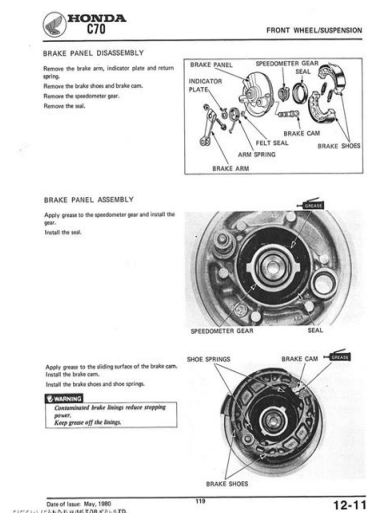 HONDA
C70
FRONT WHEEL/SUSPENSION
BRAKE PANEL DISASSEMBLY
Remove the brake arm, indicator plate and return
spring.
Remove the brake shoes and brake cam.
Remove the speedometer gear.
Remove the seal.
BRAKE PANEL
SPEEDOMETER GEAR
SEAL
INDICATOR
PLATE
BRAKE CAM
FELT SEAL
BRAKE SHOES
ARM SPRING
BRAKE ARM
BRAKE PANEL ASSEMBLY
Apply grease to the speedometer gear and install the
gear.
Install the seal.
GREASE
SPEEDOMETER GEAR
SEAL
Apply grease to the sliding surface of the brake cam.
Install the brake cam.
Install the brake shoes and shoe springs.
WARNING
Contaminated brake linings reduce stopping
power.
Keep grease off the linings.
SHOE SPRINGS
BRAKE CAM
GREASE
BRAKE SHOES
Date of Issue: May, 1980
119
12-11